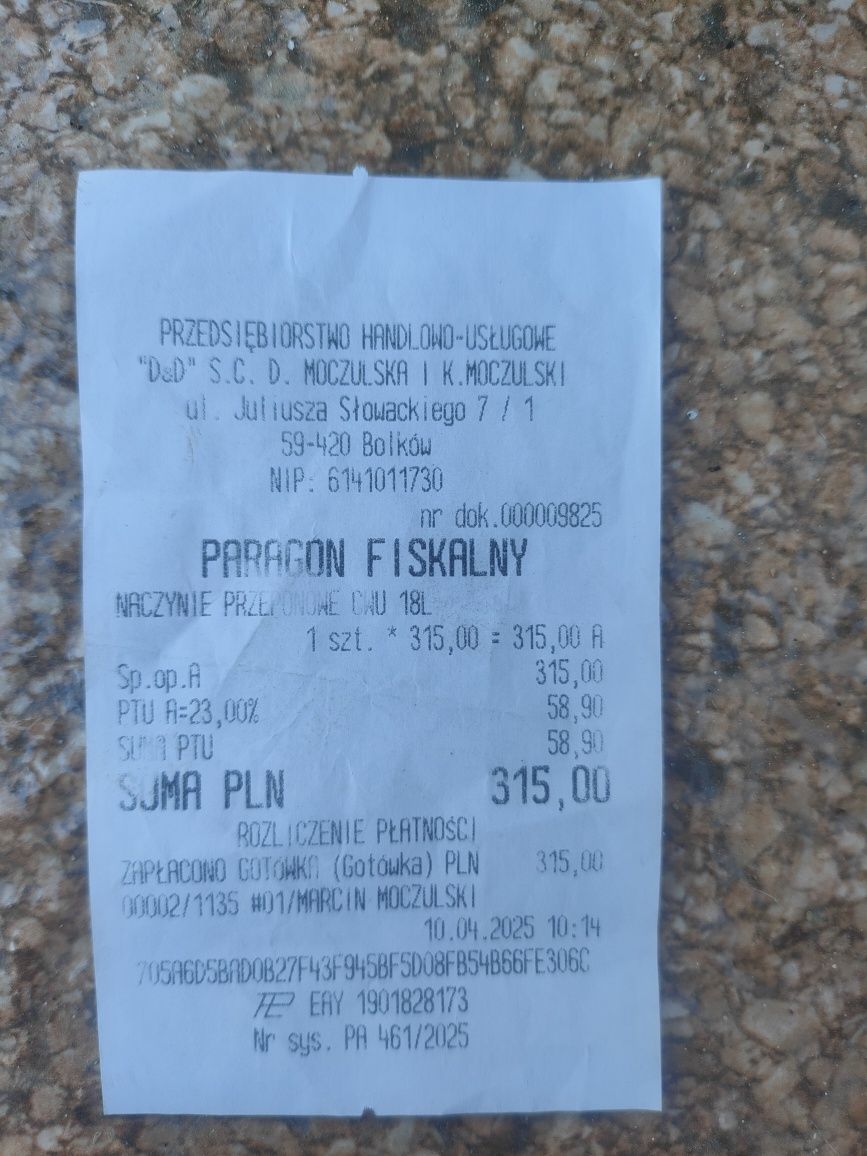 PRZEDSIĘBIORSTWO HANDLOWO-USŁUGOWE
"D&D" S.C. D. MOCZULSKA I K.MOCZULSKI
ul. Juliusza Słowackiego 7 / 1
59-420 Bolków
NIP: 6141011730
nr dok.000009825
PARAGON FISKALNY
NACZYNIE PRZEPONOWE CWU 18L
1 szt. * 315,00 = 315,00 A
Sp.op.A 315,00
PTU A=23,00% 58,90
SUMA PTU 58,90
SUMA PLN 315,00
ROZLICZENIE PŁATNOŚCI
ZAPŁACONO GOTÓWKA (Gotówka) PLN 315,00
00002/1135 #01/MARCIN MOCZULSKI
10.04.2025 10:14
705A6D5BAD0B27F43F945BF5D08FB54B66FE306C
EAY 1901828173
Nr sys. PA 461/2025